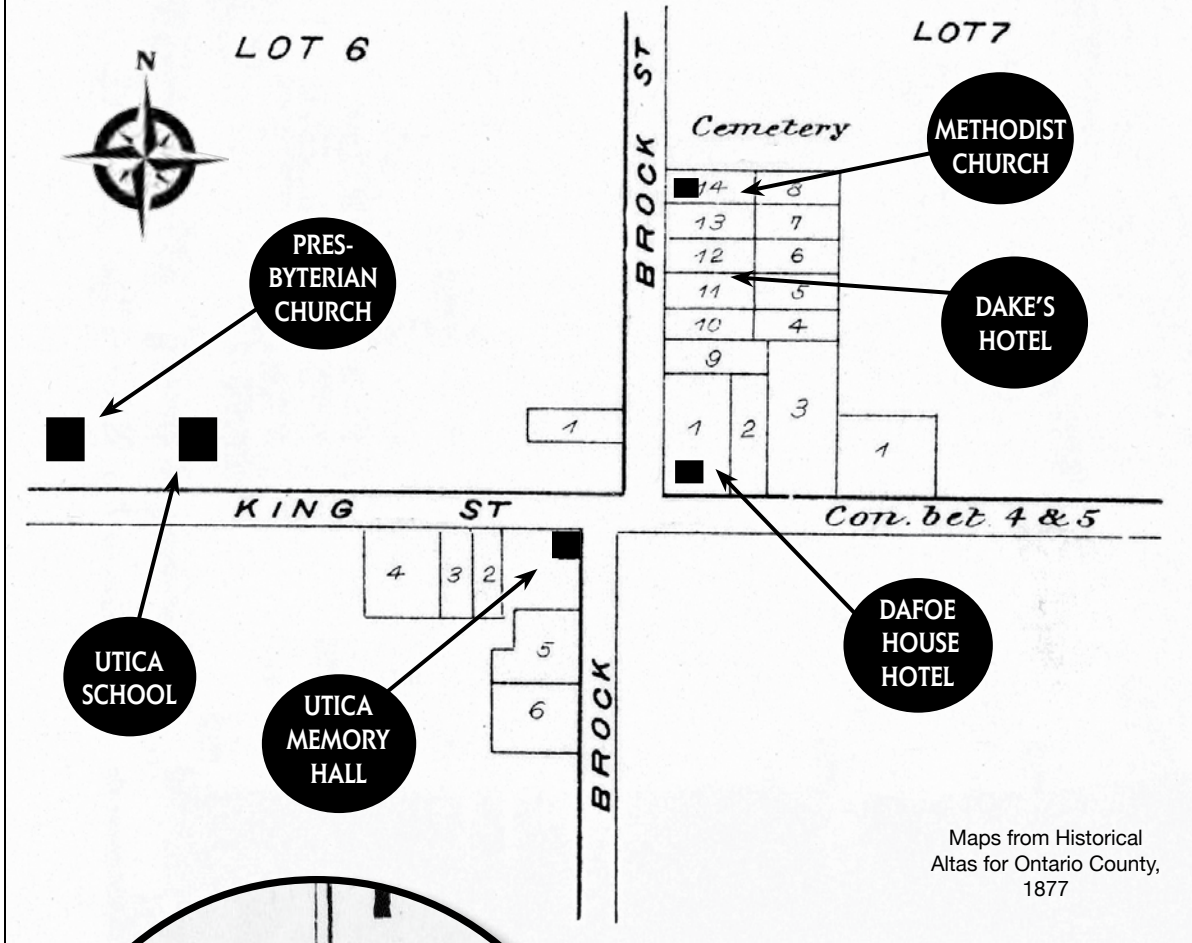 LOT 6
LOT 7
N
BROCK ST
Cemetery
METHODIST
CHURCH
14
8
13
7
12
6
11
5
10
4
9
1
2
3
1
1
DAKE'S
HOTEL
PRES-
BYTERIAN
CHURCH
KING ST
Con. bet. 4 & 5
4
3
2
5
6
BROCK
UTICA
SCHOOL
UTICA
MEMORY
HALL
DAFOE
HOUSE
HOTEL
Maps from Historical
Altas for Ontario County,
1877